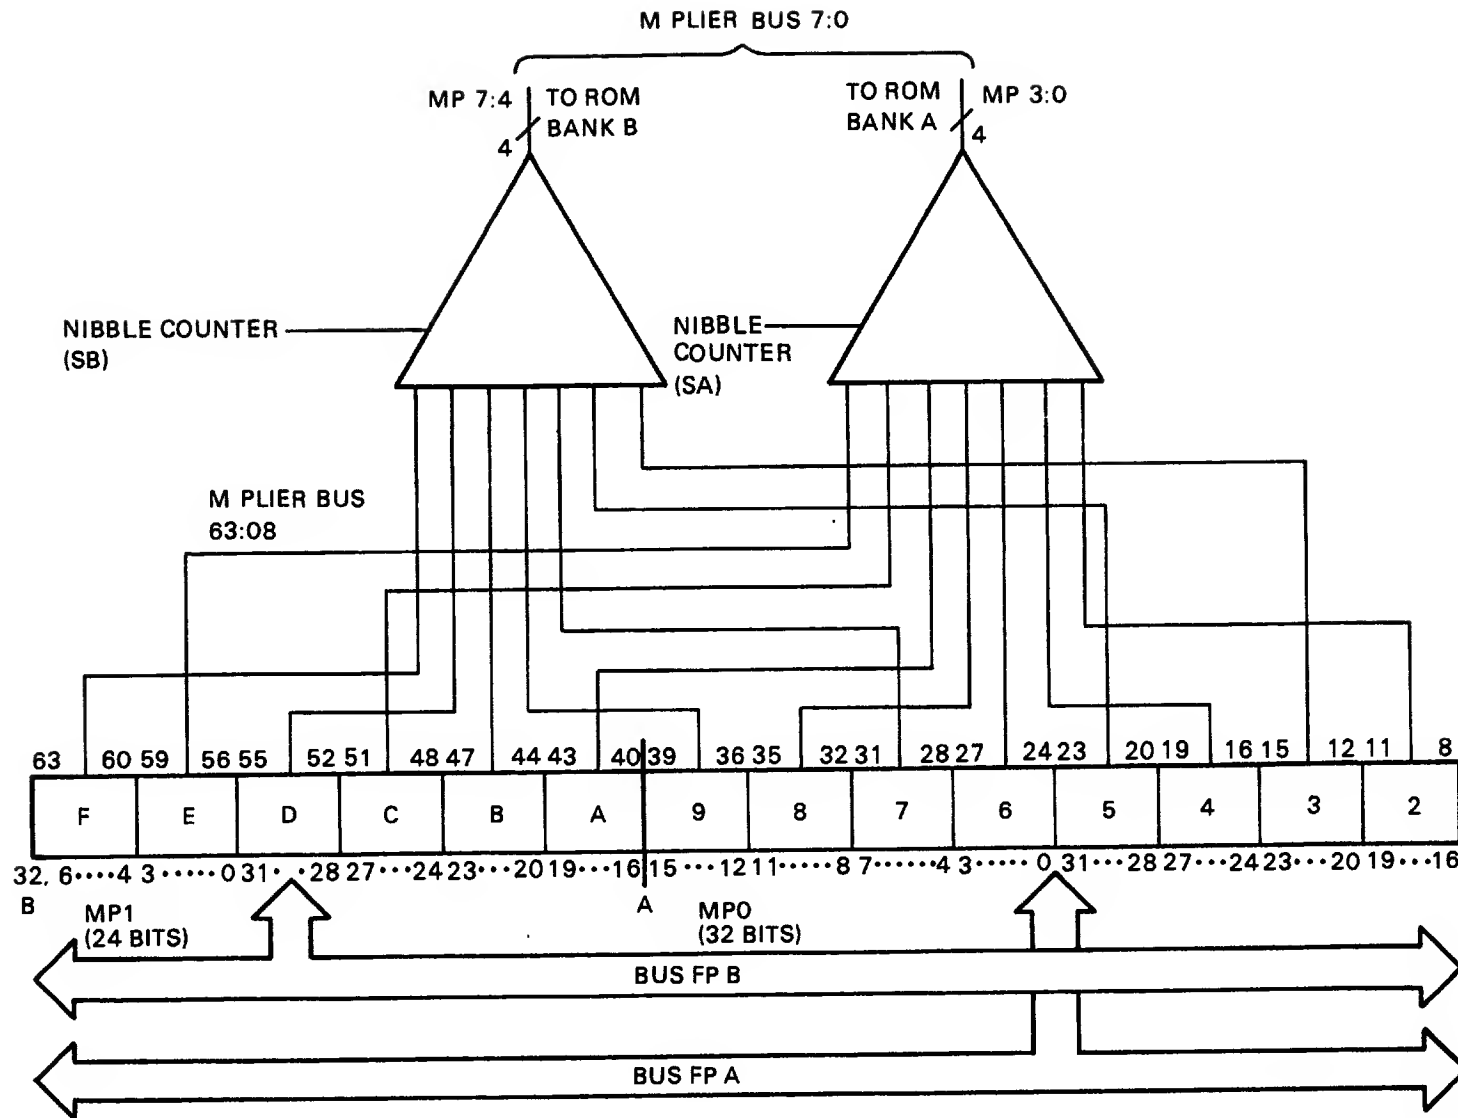 M PLIER BUS 7:0
MP 7:4
TO ROM
BANK B
4
TO ROM
BANK A
MP 3:0
4
NIBBLE COUNTER
(SB)
NIBBLE
COUNTER
(SA)
M PLIER BUS
63:08
63 60 59 56 55 52 51 48 47 44 43 40 39 36 35 32 31 28 27 24 23 20 19 16 15 12 11 8
F E D C B A 9 8 7 6 5 4 3 2
32, 6····4 3·····0 31···28 27···24 23···20 19···16 15···12 11·····8 7····4 3·····0 31···28 27···24 23····20 19···16
B
A
MP1
(24 BITS)
MP0
(32 BITS)
BUS FP B
BUS FP A